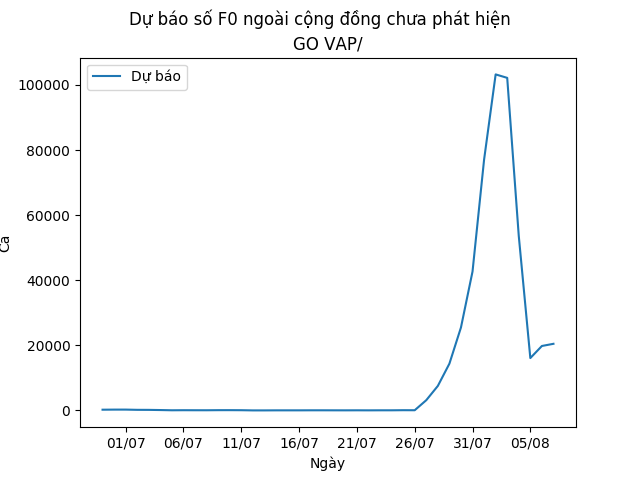 Dự báo số F0 ngoài cộng đồng chưa phát hiện
GO VAP/
Dự báo
100000
80000
60000
40000
20000
0
Ca
01/07 06/07 11/07 16/07 21/07 26/07 31/07 05/08
Ngày